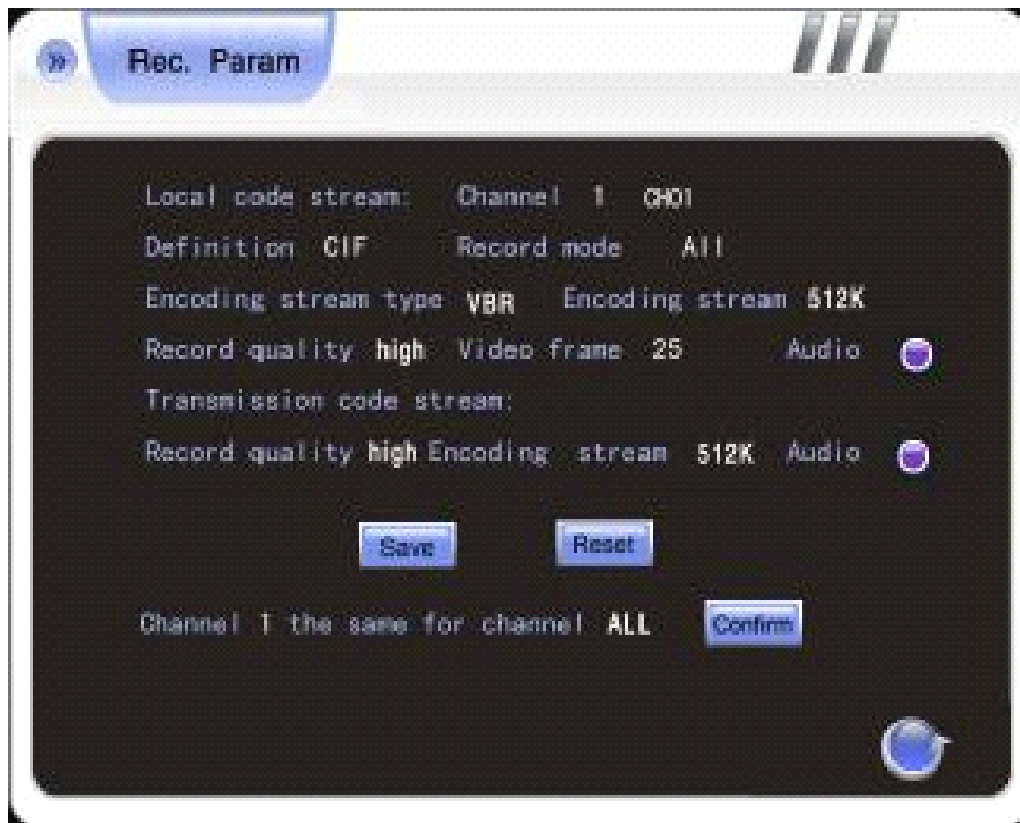 Rec. Param
Local code stream: Channel 1 CH01
Definition CIF Record mode All
Encoding stream type VBR Encoding stream 512K
Record quality high Video frame 25 Audio
Transmission code stream:
Record quality high Encoding stream 512K Audio
Save Reset
Channel 1 the same for channel ALL Confirm